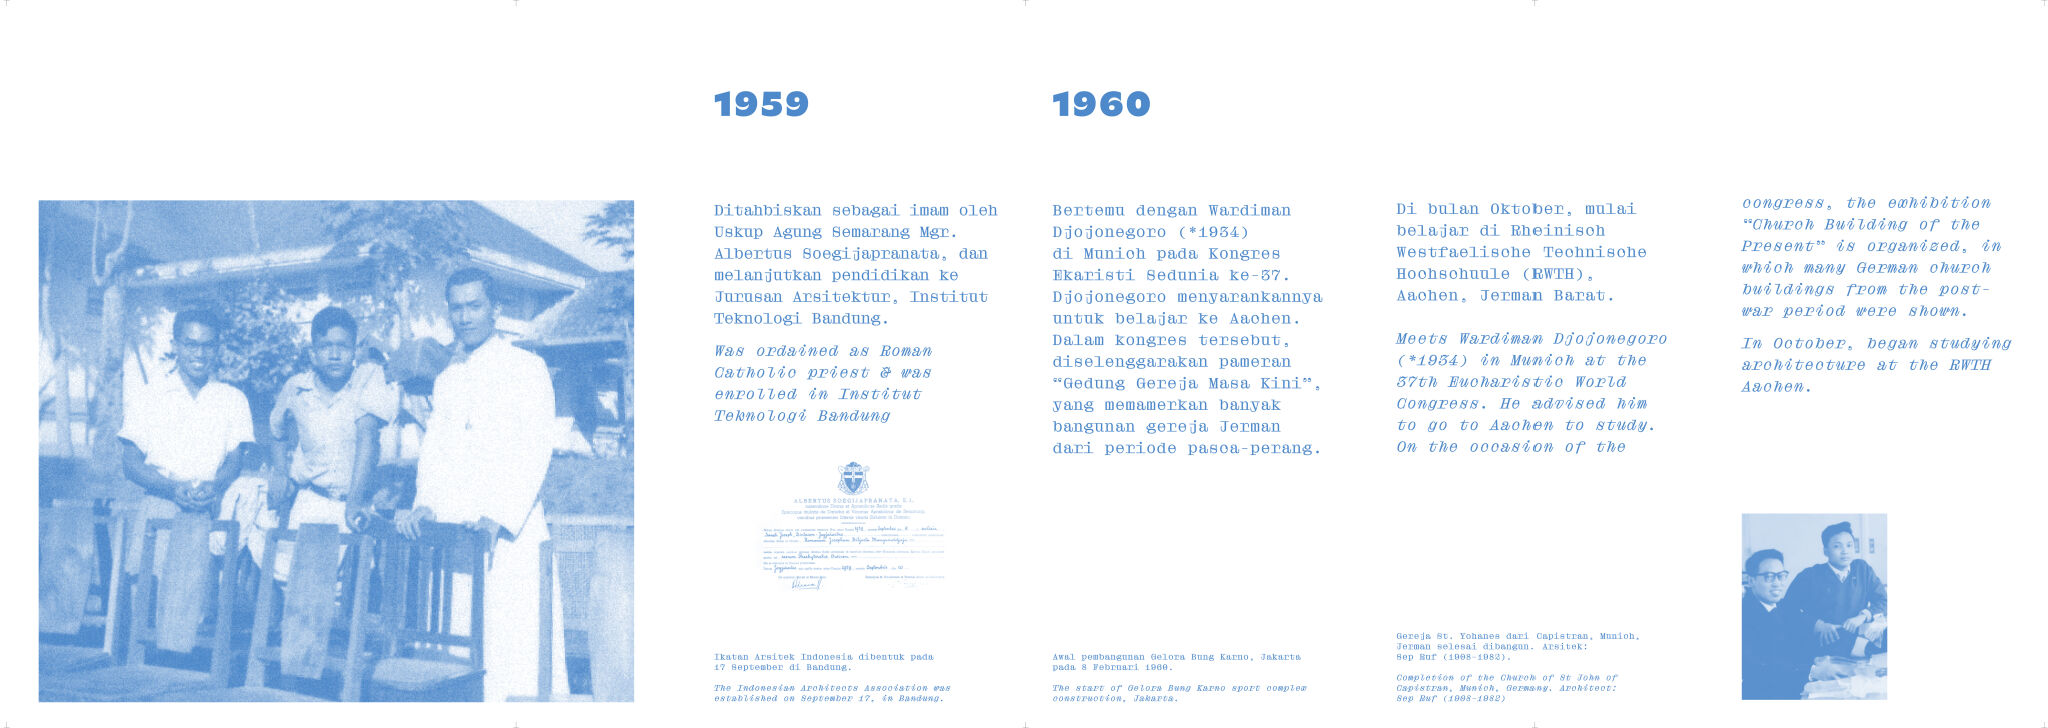 1959
Ditahbiskan sebagai imam oleh
Uskup Agung Semarang Mgr.
Albertus Soegijapranata, dan
melanjutkan pendidikan ke
Jurusan Arsitektur, Institut
Teknologi Bandung.
Was ordained as Roman
Catholic priest & was
enrolled in Institut
Teknologi Bandung
ALBERTUS SOEGIJAPRANATA, S.I.
Ikatan Arsitek Indonesia dibentuk pada
17 September di Bandung.
The Indonesian Architects Association was
established on September 17, in Bandung.
1960
Bertemu dengan Wardiman
Djojonegoro (*1934)
di Munich pada Kongres
Ekaristi Sedunia ke-37.
Djojonegoro menyarankannya
untuk belajar ke Aachen.
Dalam kongres tersebut,
diselenggarakan pameran
“Gedung Gereja Masa Kini”,
yang memamerkan banyak
bangunan gereja Jerman
dari periode pasca-perang.
Awal pembangunan Gelora Bung Karno, Jakarta
pada 8 Februari 1960.
The start of Gelora Bung Karno sport complex
construction, Jakarta.
Di bulan Oktober, mulai
belajar di Rheinisch
Westfaelische Technische
Hochschuule (RWTH),
Aachen, Jerman Barat.
Meets Wardiman Djojonegoro
(*1934) in Munich at the
37th Eucharistic World
Congress. He advised him
to go to Aachen to study.
On the occasion of the
Gereja St. Yohanes dari Capistran, Munich,
Jerman selesai dibangun. Arsitek:
Sep Ruf (1908-1982).
Completion of the Church of St John of
Capistran, Munich, Germany. Architect:
Sep Ruf (1908-1982)
congress, the exhibition
“Church Building of the
Present” is organized, in
which many German church
buildings from the post-
war period were shown.
In October, began studying
architecture at the RWTH
Aachen.